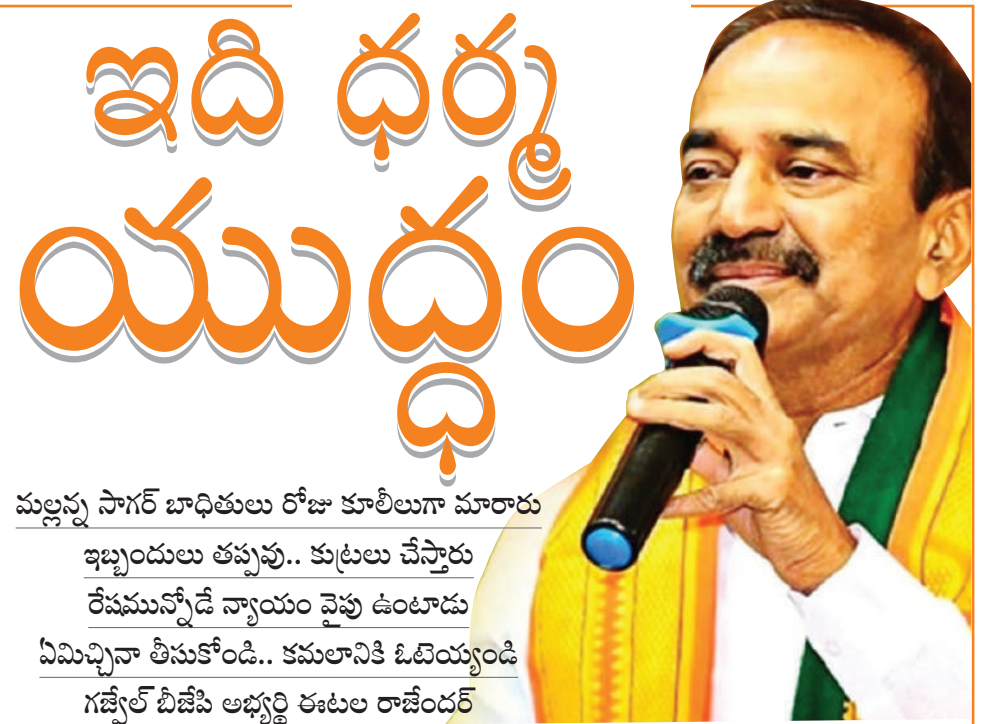 ఇది ధర్మ
యుద్ధం
మల్లన్న సాగర్ బాధితులు రోజు కూలీలుగా మారారు
ఇబ్బందులు తప్పవు.. కుట్రలు చేస్తారు
రేషమున్నోడే న్యాయం వైపు ఉంటాడు
ఏమిచ్చినా తీసుకోండి.. కమలానికి ఓటెయ్యండి
గజ్వేల్ బీజేపి అభ్యర్థి ఈటల రాజేందర్